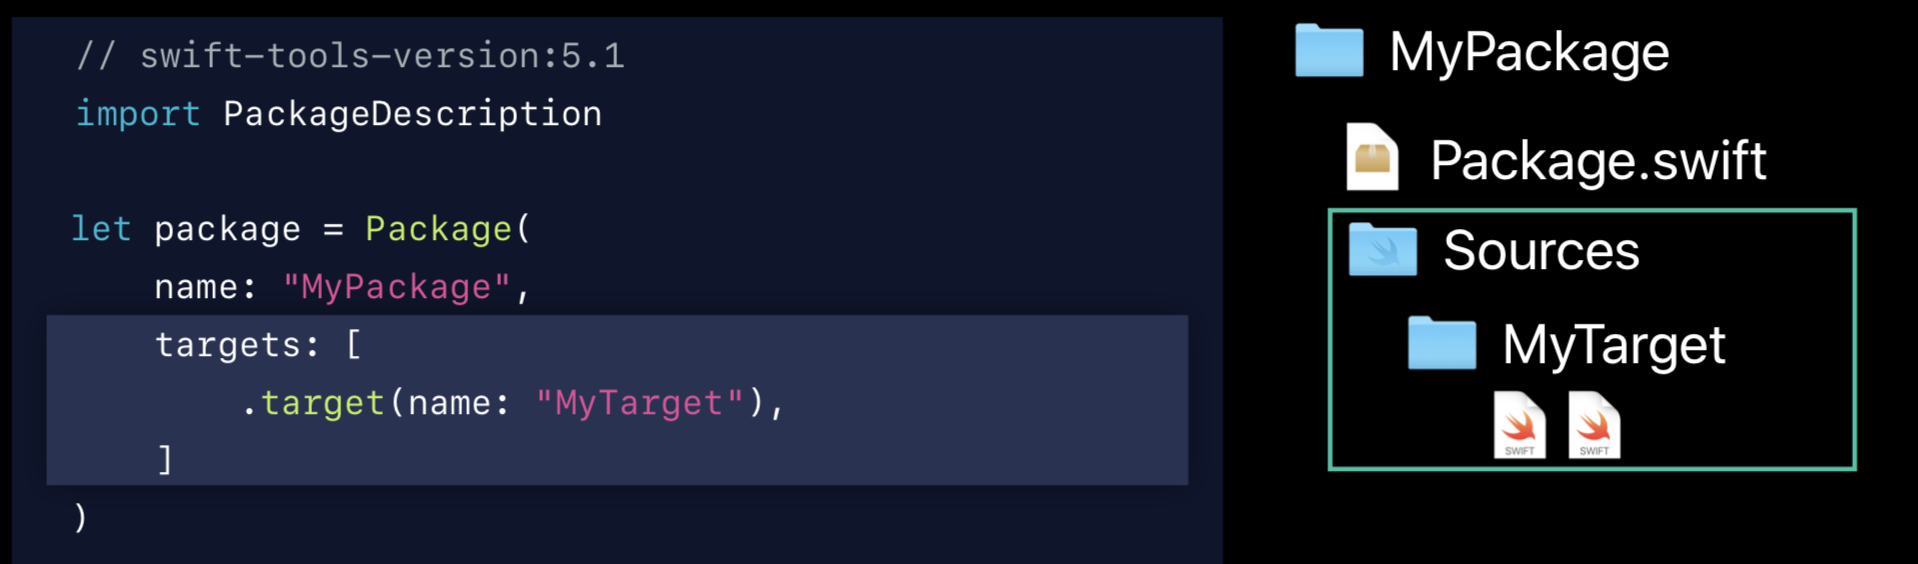 // swift-tools-version:5.1
import PackageDescription
let package = Package(
name: "MyPackage",
targets: [
.target(name: "MyTarget"),
]
)
MyPackage
Package.swift
Sources
MyTarget
SWIFT SWIFT